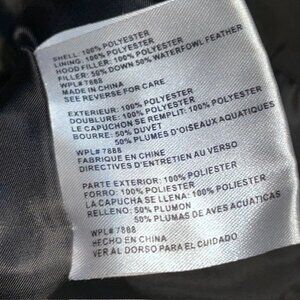 SHELL: 100% POLYESTER
LINING: 100% POLYESTER
HOOD FILLER: 100% POLYESTER
FILLER: 50% DOWN 50% WATERFOWL FEATHER
WPL# 7888
MADE IN CHINA
SEE REVERSE FOR CARE
EXTERIEUR: 100% POLYESTER
DOUBLURE: 100% POLYESTER
LE CAPUCHON SE REMPLIT: 100% POLYESTER
BOURRE: 50% DUVET
50% PLUMES D'OISEAUX AQUATIQUES
WPL# 7888
FABRIQUE EN CHINE
DIRECTIVES D'ENTRETIEN AU VERSO
PARTE EXTERIOR: 100% POLIESTER
FORRO: 100% POLIESTER
LA CAPUCHA SE LLENA: 100% POLIESTER
RELLENO: 50% PLUMON
50% PLUMAS DE AVES ACUATICAS
WPL# 7888
HECHO EN CHINA
VER AL DORSO PARA EL CUIDADO